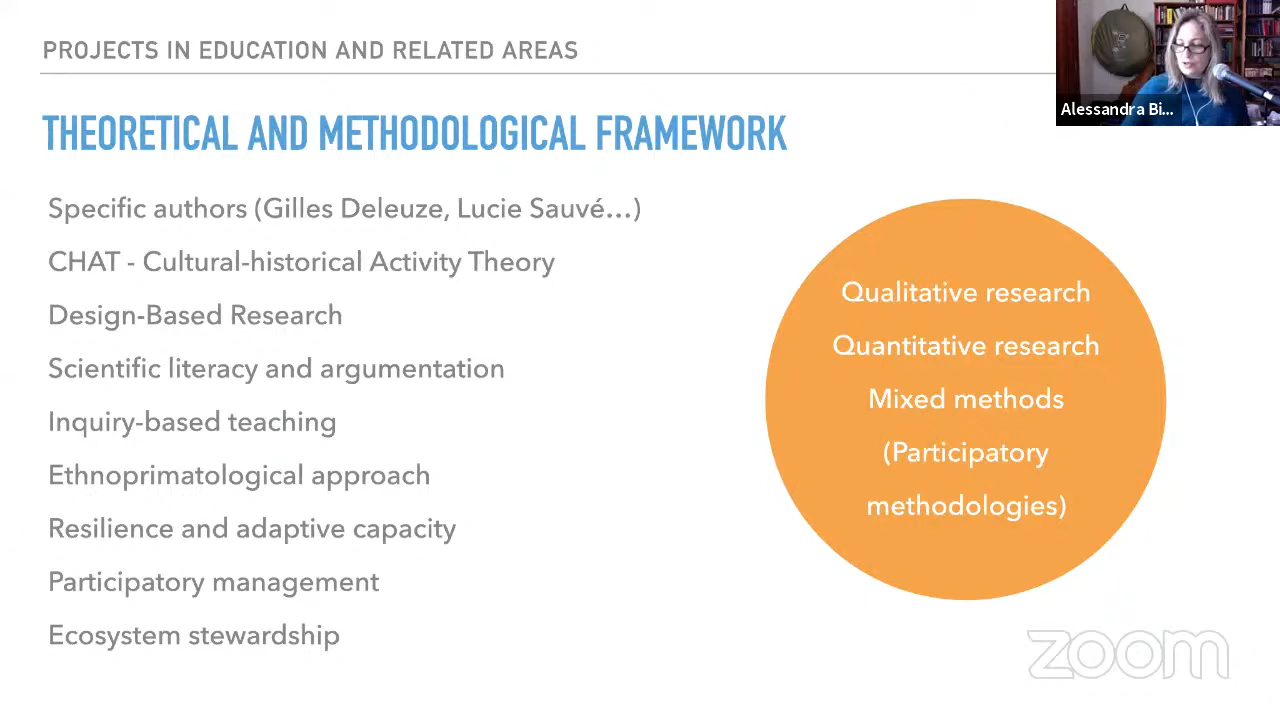 PROJECTS IN EDUCATION AND RELATED AREAS
Alessandra Bi...
THEORETICAL AND METHODOLOGICAL FRAMEWORK
Specific authors (Gilles Deleuze, Lucie Sauvé...)
CHAT - Cultural-historical Activity Theory
Design-Based Research
Scientific literacy and argumentation
Inquiry-based teaching
Ethnoprimatological approach
Resilience and adaptive capacity
Participatory management
Ecosystem stewardship
Qualitative research
Quantitative research
Mixed methods
(Participatory
methodologies)
zoom